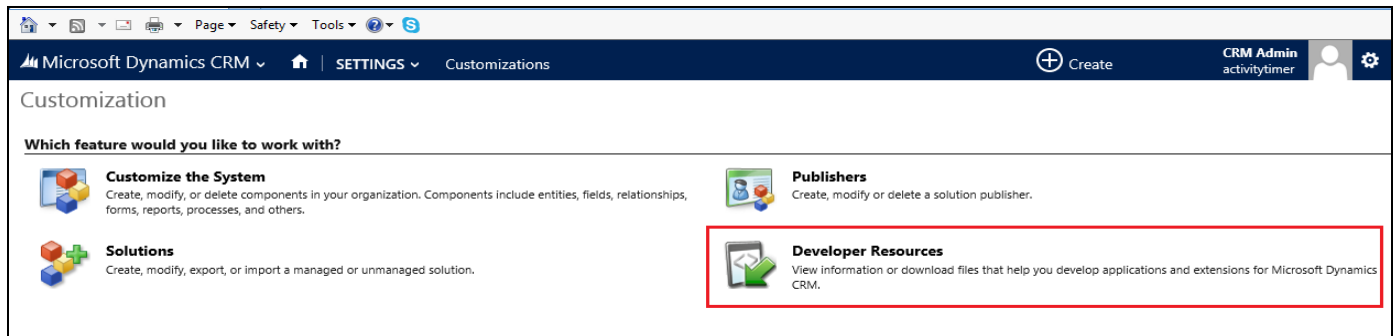 Page Safety Tools
Microsoft Dynamics CRM SETTINGS Customizations Create CRM Admin
activitytimer
Customization
Which feature would you like to work with?
Customize the System
Create, modify, or delete components in your organization. Components include entities, fields, relationships,
forms, reports, processes, and others.
Publishers
Create, modify or delete a solution publisher.
Solutions
Create, modify, export, or import a managed or unmanaged solution.
Developer Resources
View information or download files that help you develop applications and extensions for Microsoft Dynamics
CRM.